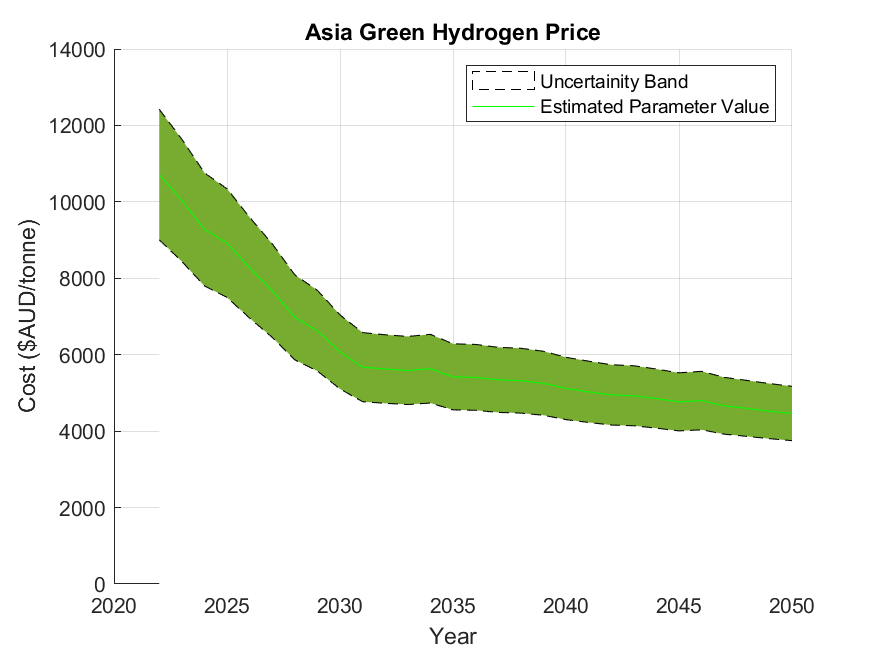 Asia Green Hydrogen Price
14000
12000
10000
8000
6000
4000
2000
0
Cost ($AUD/tonne)
Uncertainity Band
Estimated Parameter Value
2020 2025 2030 2035 2040 2045 2050
Year